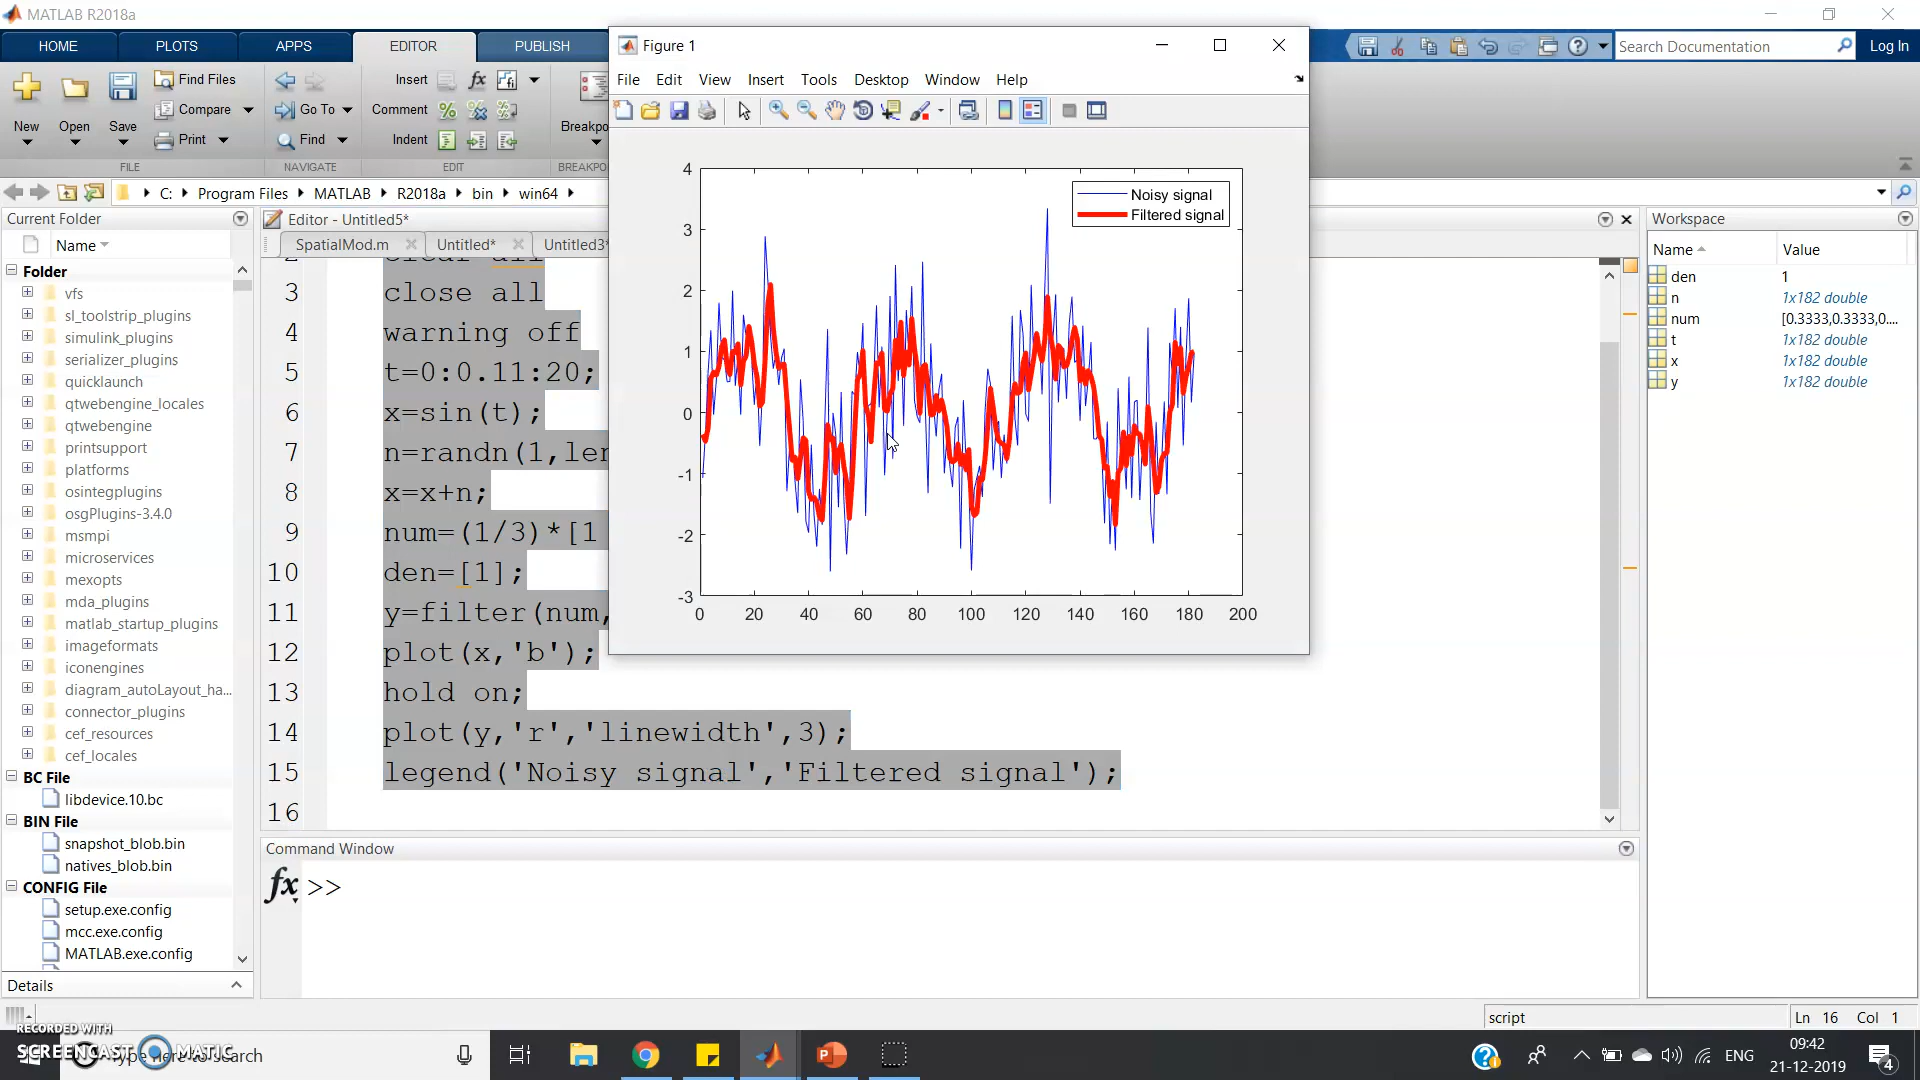 MATLAB R2018a
HOME
PLOTS
APPS
EDITOR
PUBLISH
Search Documentation
Log In
New
Open
Save
Find Files
Compare
Print
Go To
Find
Insert
Comment
Indent
FILE
NAVIGATE
EDIT
C:
Program Files
MATLAB
R2018a
bin
win64
Current Folder
Name
Folder
vfs
sl_toolstrip_plugins
simulink_plugins
serializer_plugins
quicklaunch
qtwebengine_locales
qtwebengine
printsupport
platforms
osintegplugins
osgPlugins-3.4.0
msmpi
microservices
mexopts
mda_plugins
matlab_startup_plugins
imageformats
iconengines
diagram_autoLayout_ha...
connector_plugins
cef_resources
cef_locales
BC File
libdevice.10.bc
BIN File
snapshot_blob.bin
natives_blob.bin
CONFIG File
setup.exe.config
mcc.exe.config
MATLAB.exe.config
Details
Editor - Untitled5*
SpatialMod.m
Untitled*
Untitled3*
2 clear all
3 close all
4 warning off
5 t=0:0.11:20;
6 x=sin(t);
7 n=randn(1,len
8 x=x+n;
9 num=(1/3)*[1
10 den=[1];
11 y=filter(num,
12 plot(x,'b');
13 hold on;
14 plot(y,'r','linewidth',3);
15 legend('Noisy signal','Filtered signal');
16
Figure 1
File Edit View Insert Tools Desktop Window Help
Noisy signal
Filtered signal
4
3
2
1
0
-1
-2
-3
0 20 40 60 80 100 120 140 160 180 200
Command Window
fx >>
Workspace
Name Value
den 1
n 1x182 double
num [0.3333,0.3333,0....
t 1x182 double
x 1x182 double
y 1x182 double
script
Ln 16 Col 1
RECORDED WITH
SCREENCAST MATIC
Type here to search
ENG
09:42
21-12-2019
4